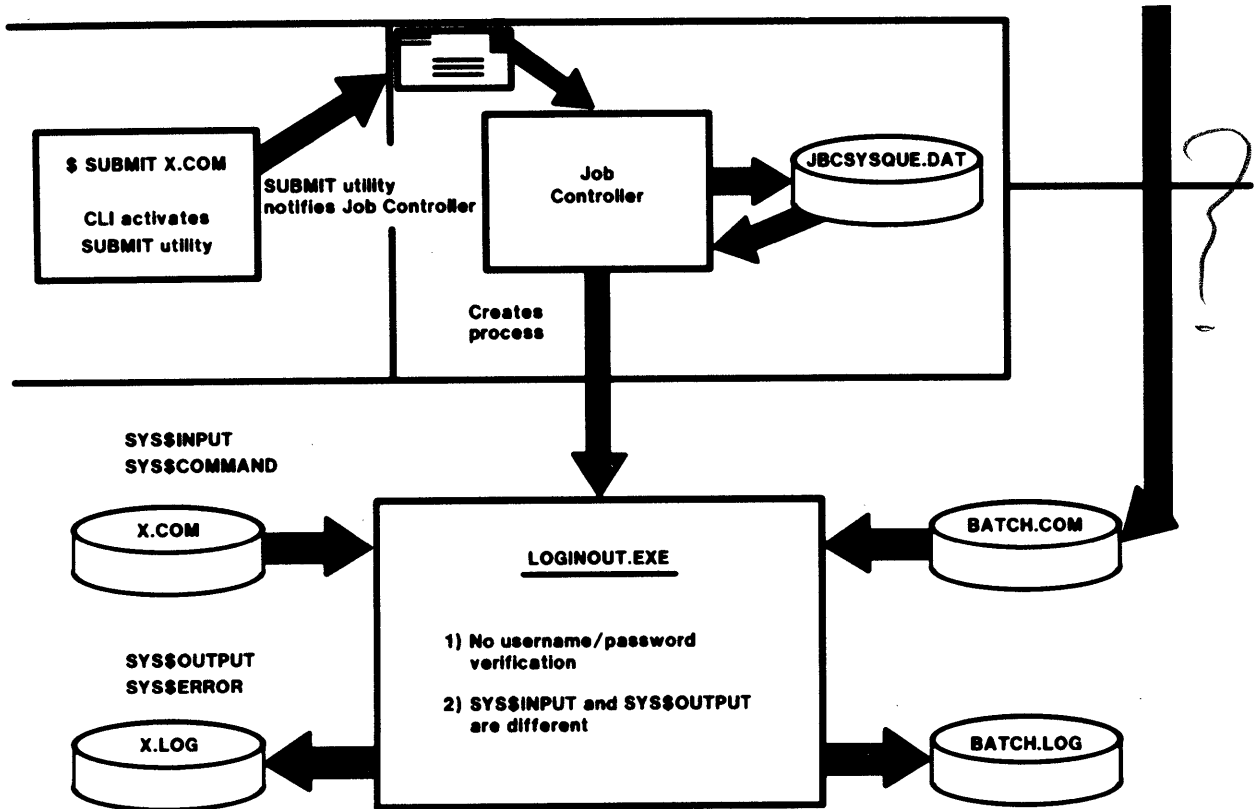 $ SUBMIT X.COM
CLI activates
SUBMIT utility
SUBMIT utility
notifies Job Controller
Job
Controller
JBCSYSQUE.DAT
Creates
process
?
SYS$INPUT
SYS$COMMAND
X.COM
SYS$OUTPUT
SYS$ERROR
X.LOG
LOGINOUT.EXE
1) No username/password
verification
2) SYS$INPUT and SYS$OUTPUT
are different
BATCH.COM
BATCH.LOG